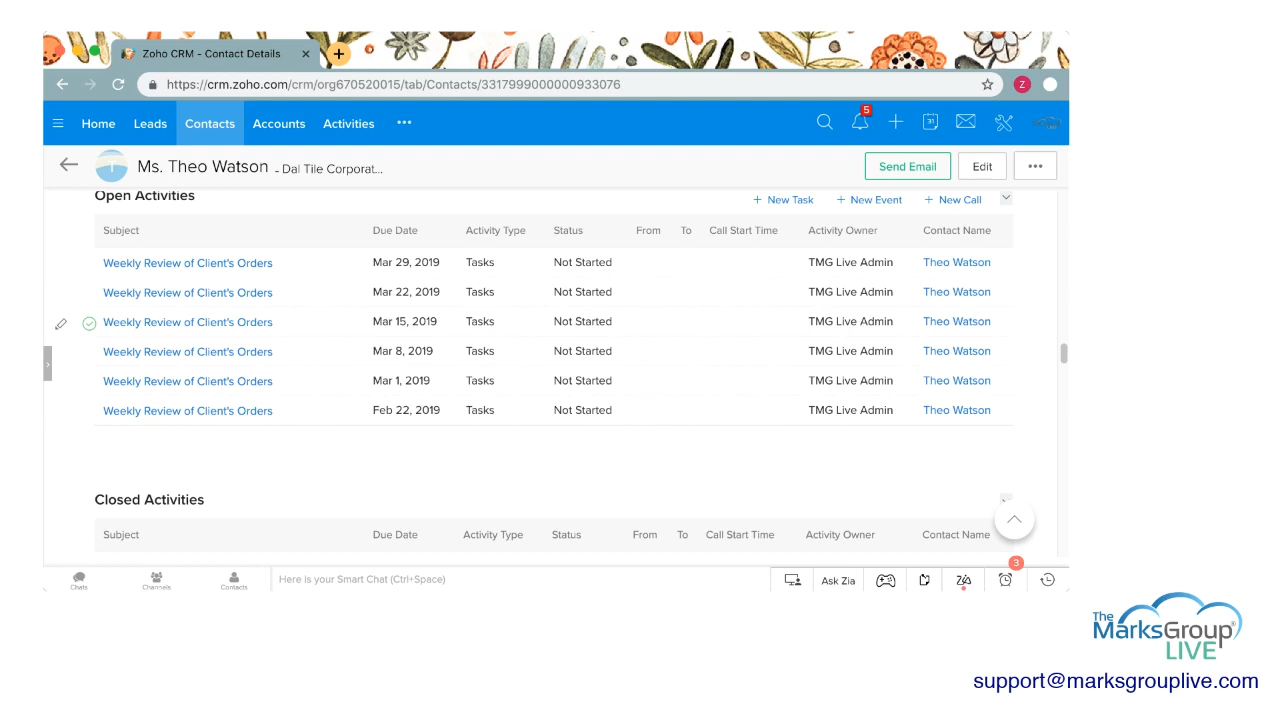 Zoho CRM - Contact Details
https://crm.zoho.com/crm/org670520015/tab/Contacts/3317999000000933076
Z
Home Leads Contacts Accounts Activities
5
31
Ms. Theo Watson - Dal Tile Corporat...
Send Email Edit
Open Activities
+ New Task + New Event + New Call
Subject Due Date Activity Type Status From To Call Start Time Activity Owner Contact Name
Weekly Review of Client's Orders Mar 29, 2019 Tasks Not Started TMG Live Admin Theo Watson
Weekly Review of Client's Orders Mar 22, 2019 Tasks Not Started TMG Live Admin Theo Watson
Weekly Review of Client's Orders Mar 15, 2019 Tasks Not Started TMG Live Admin Theo Watson
Weekly Review of Client's Orders Mar 8, 2019 Tasks Not Started TMG Live Admin Theo Watson
Weekly Review of Client's Orders Mar 1, 2019 Tasks Not Started TMG Live Admin Theo Watson
Weekly Review of Client's Orders Feb 22, 2019 Tasks Not Started TMG Live Admin Theo Watson
Closed Activities
Subject Due Date Activity Type Status From To Call Start Time Activity Owner Contact Name
Chats Channels Contacts
Here is your Smart Chat (Ctrl+Space)
Ask Zia
3
The
MarksGroup®
LIVE
support@marksgrouplive.com